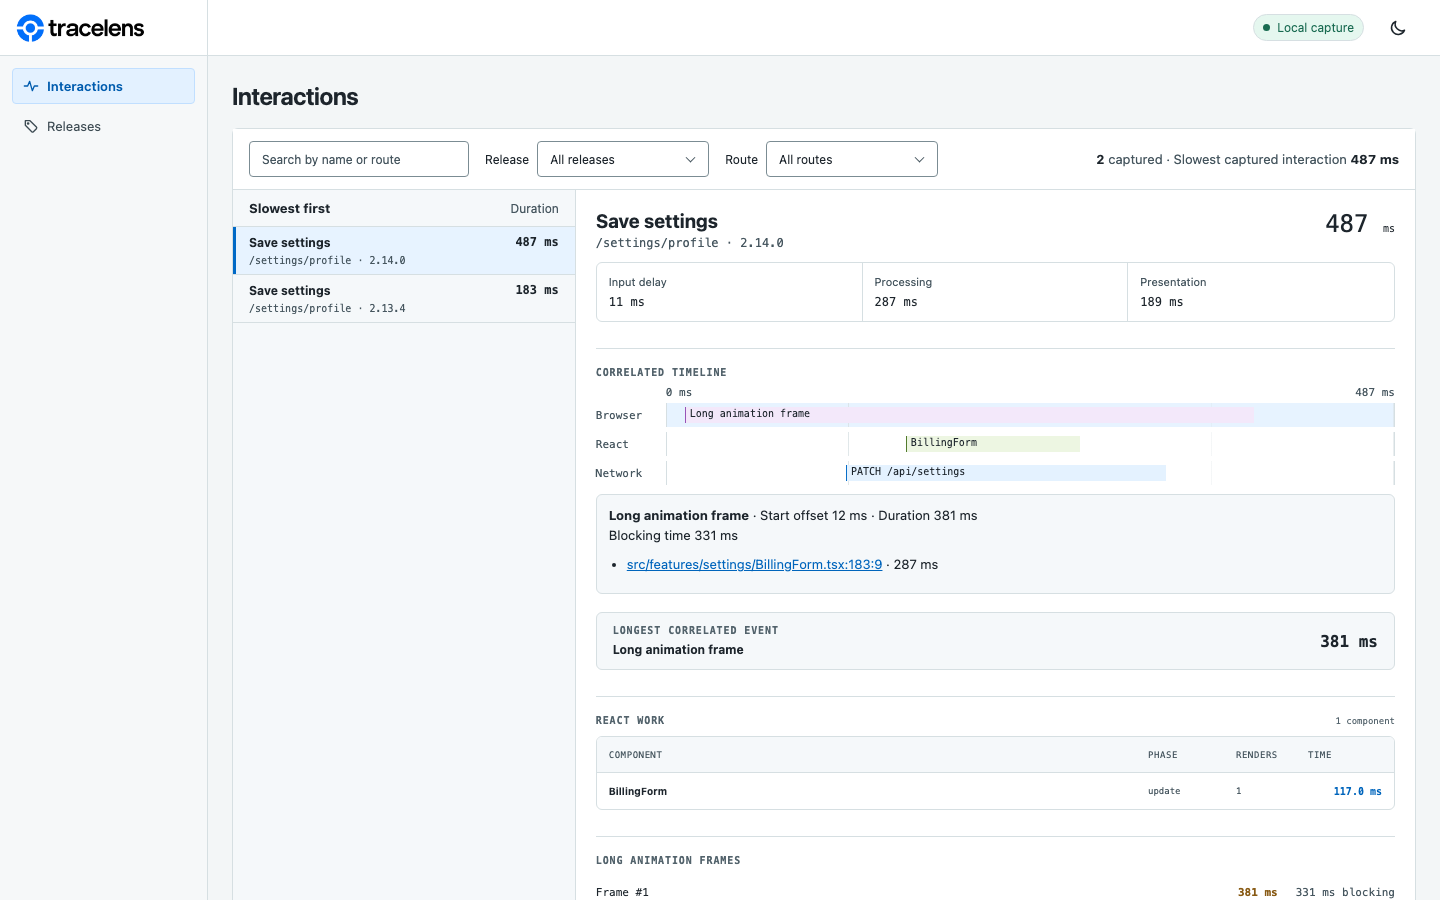 tracelens
Local capture
Interactions
Releases
Interactions
Search by name or route
Release
All releases
Route
All routes
2 captured · Slowest captured interaction 487 ms
Slowest first
Duration
Save settings
487 ms
/settings/profile · 2.14.0
Save settings
183 ms
/settings/profile · 2.13.4
Save settings
487 ms
/settings/profile · 2.14.0
Input delay
Processing
Presentation
11 ms
287 ms
189 ms
CORRELATED TIMELINE
0 ms
487 ms
Browser
Long animation frame
React
BillingForm
Network
PATCH /api/settings
Long animation frame · Start offset 12 ms · Duration 381 ms
Blocking time 331 ms
• src/features/settings/BillingForm.tsx:183:9 · 287 ms
LONGEST CORRELATED EVENT
Long animation frame
381 ms
REACT WORK
1 component
COMPONENT
PHASE
RENDERS
TIME
BillingForm
update
1
117.0 ms
LONG ANIMATION FRAMES
Frame #1
381 ms
331 ms blocking